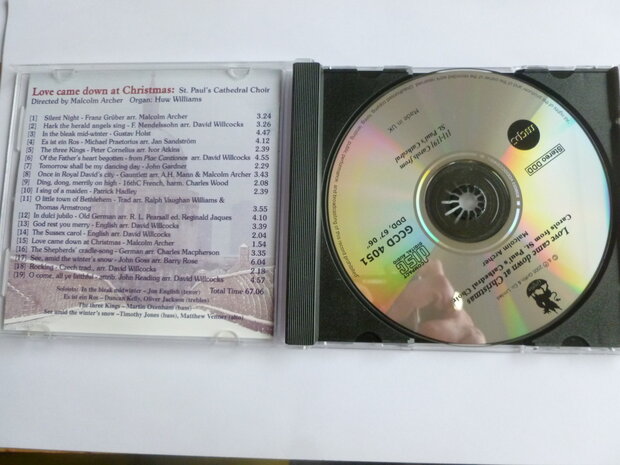 Love came down at Christmas: St. Paul's Cathedral Choir
Directed by Malcolm Archer Organ: Huw Williams
[1] Silent Night - Franz Grüber arr. Malcolm Archer 3.24
[2] Hark the herald angels sing - F. Mendelssohn arr. David Willcocks 3.26
[3] In the bleak mid-winter - Gustav Holst 4.47
[4] Es ist ein Ros - Michael Praetorius arr. Jan Sandström 4.12
[5] The three Kings - Peter Cornelius arr. Ivor Atkins 2.39
[6] Of the Father's heart begotten - from Piae Cantiones arr. David Willcocks 4.55
[7] Tomorrow shall be my dancing day - John Gardner 2.29
[8] Once in Royal David's city - Gauntlett arr. A.H. Mann & Malcolm Archer 3.43
[9] Ding, dong, merrily on high - 16thC French, harm. Charles Wood 2.08
[10] I sing of a maiden - Patrick Hadley 2.39
[11] O little town of Bethlehem - Trad arr. Ralph Vaughan Williams &
Thomas Armstrong 3.55
[12] In dulci jubilo - Old German arr. R. L. Pearsall ed. Reginald Jaques 4.10
[13] God rest you merry - English arr. David Willcocks 3.39
[14] The Sussex carol - English arr. David Willcocks 2.04
[15] Love came down at Christmas - Malcolm Archer 1.54
[16] The Shepherds' cradle-song - German arr. Charles Macpherson 3.35
[17] See, amid the winter's snow - John Goss arr. Barry Rose 6.04
[18] Rocking - Czech trad., arr. David Willcocks 2.18
[19] O come, all ye faithful - melody John Reading arr. David Willcocks 4.57
Total Time 67.06
Soloists: In the bleak midwinter - Jon English (tenor)
Es ist ein Ros - Duncan Kelly, Oliver Jackson (trebles)
The three Kings - Martin Oxenham (bass)
See amid the winter's snow - Timothy Jones (bass), Matthew Venner (alto)
Made in UK
Stereo DDD
GCCD 4051
DDD, 67.06"
COMPACT
disc
DIGITAL AUDIO
Love came down at Christmas
Carols from St. Paul's Cathedral Choir
Malcolm Archer